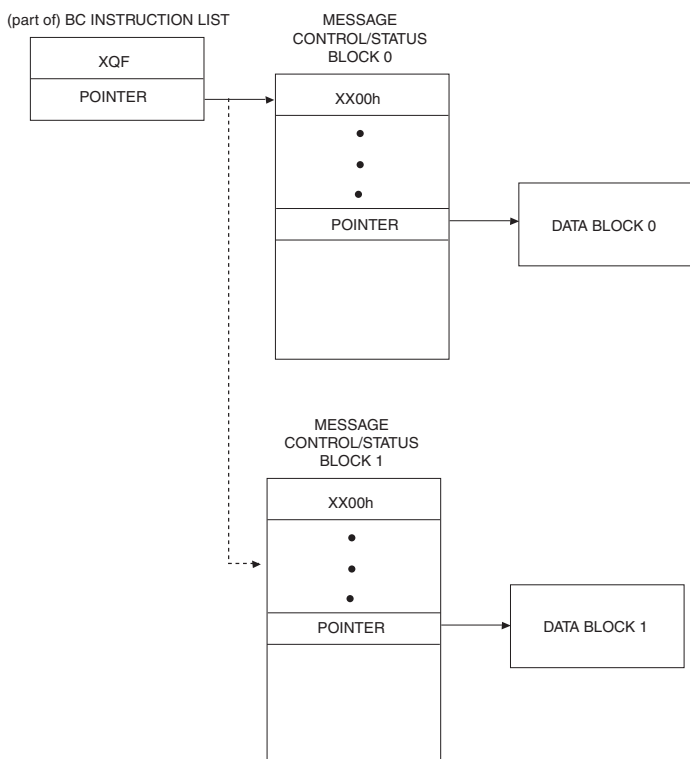 (part of) BC INSTRUCTION LIST
XQF
POINTER
MESSAGE
CONTROL/STATUS
BLOCK 0
XX00h
POINTER
DATA BLOCK 0
MESSAGE
CONTROL/STATUS
BLOCK 1
XX00h
POINTER
DATA BLOCK 1